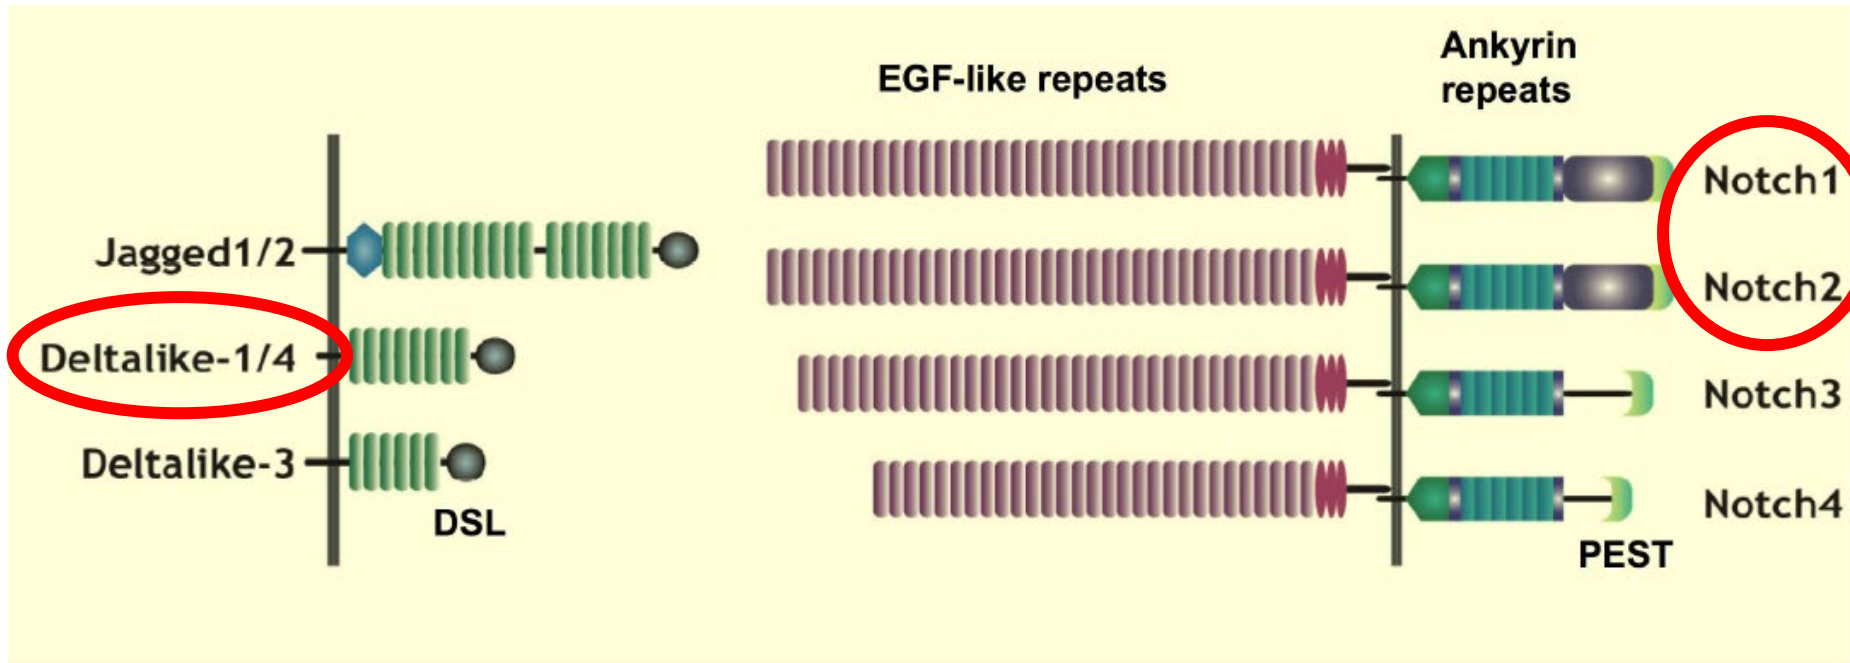 EGF-like repeats
Ankyrin
repeats
Jagged1/2
Deltalike-1/4
Deltalike-3
DSL
Notch1
Notch2
Notch3
Notch4
PEST